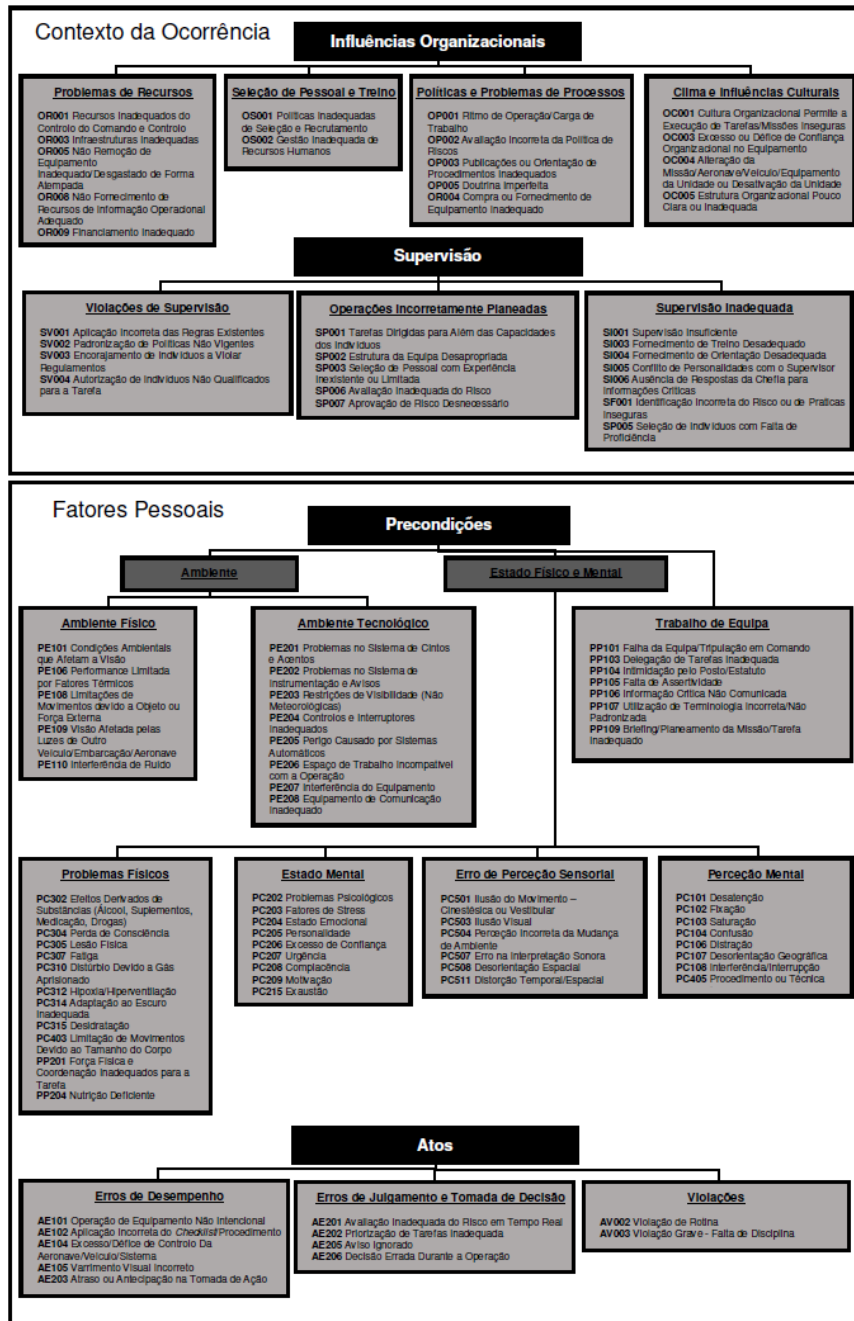 Contexto da Ocorrência
Influências Organizacionais
Problemas de Recursos
OR001 Recursos Inadequados do
Controlo do Comando e Controlo
OR003 Infraestruturas Inadequadas
OR005 Não Remoção de
Equipamento
Inadequado/Desgastado de Forma
Atempada
OR008 Não Fornecimento de
Recursos de Informação Operacional
Adequado
OR009 Financiamento Inadequado
Seleção de Pessoal e Treino
OS001 Políticas Inadequadas
de Seleção e Recrutamento
OS002 Gestão Inadequada de
Recursos Humanos
Políticas e Problemas de Processos
OP001 Ritmo de Operação/Carga de
Trabalho
OP002 Avaliação Incorreta da Política de
Riscos
OP003 Publicações ou Orientação de
Procedimentos Inadequados
OP005 Doutrina Imperfeita
OR004 Compra ou Fornecimento de
Equipamento Inadequado
Clima e Influências Culturais
OC001 Cultura Organizacional Permite a
Execução de Tarefas/Missões Inseguras
OC003 Excesso ou Défice de Confiança
Organizacional no Equipamento
OC004 Alteração da
Missão/Aeronave/Veículo/Equipamento
da Unidade ou Desativação da Unidade
OC005 Estrutura Organizacional Pouco
Clara ou Inadequada
Supervisão
Violações de Supervisão
SV001 Aplicação Incorreta das Regras Existentes
SV002 Padronização de Políticas Não Vigentes
SV003 Encorajamento de Indivíduos a Violar
Regulamentos
SV004 Autorização de Indivíduos Não Qualificados
para a Tarefa
Operações Incorretamente Planeadas
SP001 Tarefas Dirigidas para Além das Capacidades
dos Indivíduos
SP002 Estrutura da Equipa Desapropriada
SP003 Seleção de Pessoal com Experiência
Inexistente ou Limitada
SP006 Avaliação Inadequada do Risco
SP007 Aprovação de Risco Desnecessário
Supervisão Inadequada
SI001 Supervisão Insuficiente
SI003 Fornecimento de Treino Desadequado
SI004 Fornecimento de Orientação Desadequada
SI005 Conflito de Personalidades com o Supervisor
SI006 Ausência de Respostas da Chefia para
Informações Críticas
SF001 Identificação Incorreta do Risco ou de Praticas
Inseguras
SP005 Seleção de Indivíduos com Falta de
Proficiência
Fatores Pessoais
Precondições
Ambiente
Estado Físico e Mental
Ambiente Físico
PE101 Condições Ambientais
que Afetam a Visão
PE106 Performance Limitada
por Fatores Térmicos
PE108 Limitações de
Movimentos devido a Objeto ou
Força Externa
PE109 Visão Afetada pelas
Luzes de Outro
Veículo/Embarcação/Aeronave
PE110 Interferência de Ruído
Ambiente Tecnológico
PE201 Problemas no Sistema de Cintos
e Acentos
PE202 Problemas no Sistema de
Instrumentação e Avisos
PE203 Restrições de Visibilidade (Não
Meteorológicas)
PE204 Controlos e Interruptores
Inadequados
PE205 Perigo Causado por Sistemas
Automáticos
PE206 Espaço de Trabalho Incompatível
com a Operação
PE207 Interferência do Equipamento
PE208 Equipamento de Comunicação
Inadequado
Trabalho de Equipa
PP101 Falha da Equipa/Tripulação em Comando
PP103 Delegação de Tarefas Inadequada
PP104 Intimidação pelo Posto/Estatuto
PP105 Falta de Assertividade
PP106 Informação Crítica Não Comunicada
PP107 Utilização de Terminologia Incorreta/Não
Padronizada
PP109 Briefing/Planeamento da Missão/Tarefa
Inadequado
Problemas Físicos
PC302 Efeitos Derivados de
Substâncias (Álcool, Suplementos,
Medicação, Drogas)
PC304 Perda de Consciência
PC305 Lesão Física
PC307 Fatiga
PC310 Distúrbio Devido a Gás
Aprisionado
PC312 Hipoxia/Hiperventilação
PC314 Adaptação ao Escuro
Inadequada
PC315 Desidratação
PC403 Limitação de Movimentos
Devido ao Tamanho do Corpo
PP201 Força Física e
Coordenação Inadequados para a
Tarefa
PP204 Nutrição Deficiente
Estado Mental
PC202 Problemas Psicológicos
PC203 Fatores de Stress
PC204 Estado Emocional
PC205 Personalidade
PC206 Excesso de Confiança
PC207 Urgência
PC208 Complacência
PC209 Motivação
PC215 Exaustão
Erro de Perceção Sensorial
PC501 Ilusão do Movimento –
Cinestésica ou Vestibular
PC503 Ilusão Visual
PC504 Perceção Incorreta da Mudança
de Ambiente
PC507 Erro na Interpretação Sonora
PC508 Desorientação Espacial
PC511 Distorção Temporal/Espacial
Perceção Mental
PC101 Desatenção
PC102 Fixação
PC103 Saturação
PC104 Confusão
PC106 Distração
PC107 Desorientação Geográfica
PC108 Interferência/Interrupção
PC405 Procedimento ou Técnica
Atos
Erros de Desempenho
AE101 Operação de Equipamento Não Intencional
AE102 Aplicação Incorreta do Checklist/Procedimento
AE104 Excesso/Défice de Controlo Da
Aeronave/Veículo/Sistema
AE105 Varrimento Visual Incorreto
AE203 Atraso ou Antecipação na Tomada de Ação
Erros de Julgamento e Tomada de Decisão
AE201 Avaliação Inadequada do Risco em Tempo Real
AE202 Priorização de Tarefas Inadequada
AE205 Aviso Ignorado
AE206 Decisão Errada Durante a Operação
Violações
AV002 Violação de Rotina
AV003 Violação Grave - Falta de Disciplina